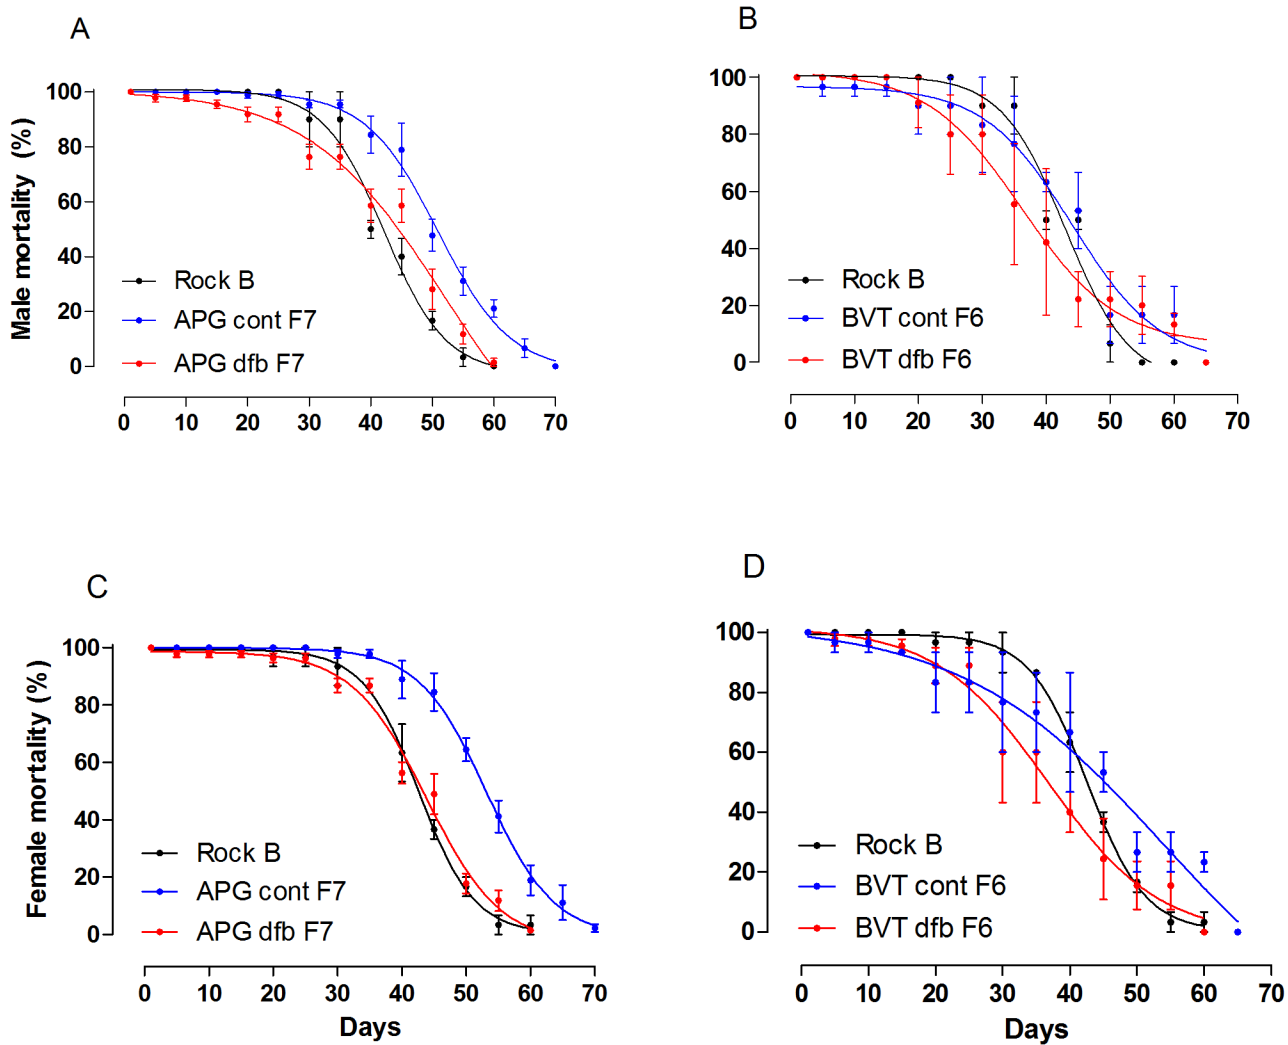 A
Male mortality (%)
100
80
60
40
20
0
Rock B
APG cont F7
APG dfb F7
0 10 20 30 40 50 60 70
B
100
80
60
40
20
0
Rock B
BVT cont F6
BVT dfb F6
0 10 20 30 40 50 60 70
C
Female mortality (%)
100
80
60
40
20
0
Rock B
APG cont F7
APG dfb F7
0 10 20 30 40 50 60 70
Days
D
100
80
60
40
20
0
Rock B
BVT cont F6
BVT dfb F6
0 10 20 30 40 50 60 70
Days